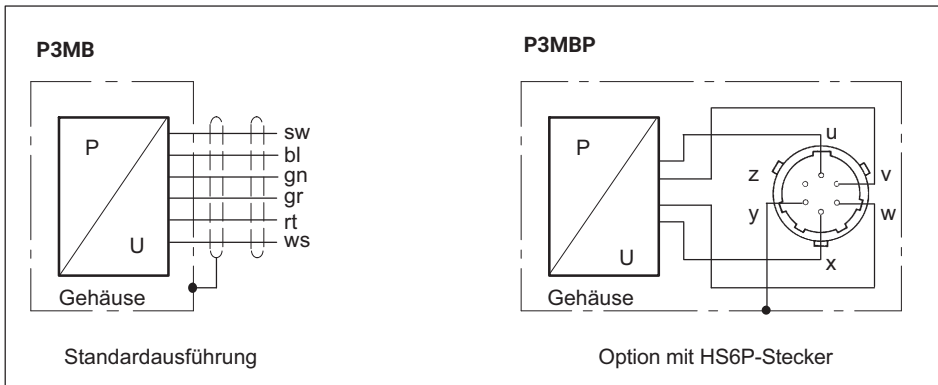 P3MB
P
U
sw
bl
gn
gr
rt
ws
Gehäuse
Standardausführung
P3MBP
P
U
u
z
v
y
w
x
Gehäuse
Option mit HS6P-Stecker